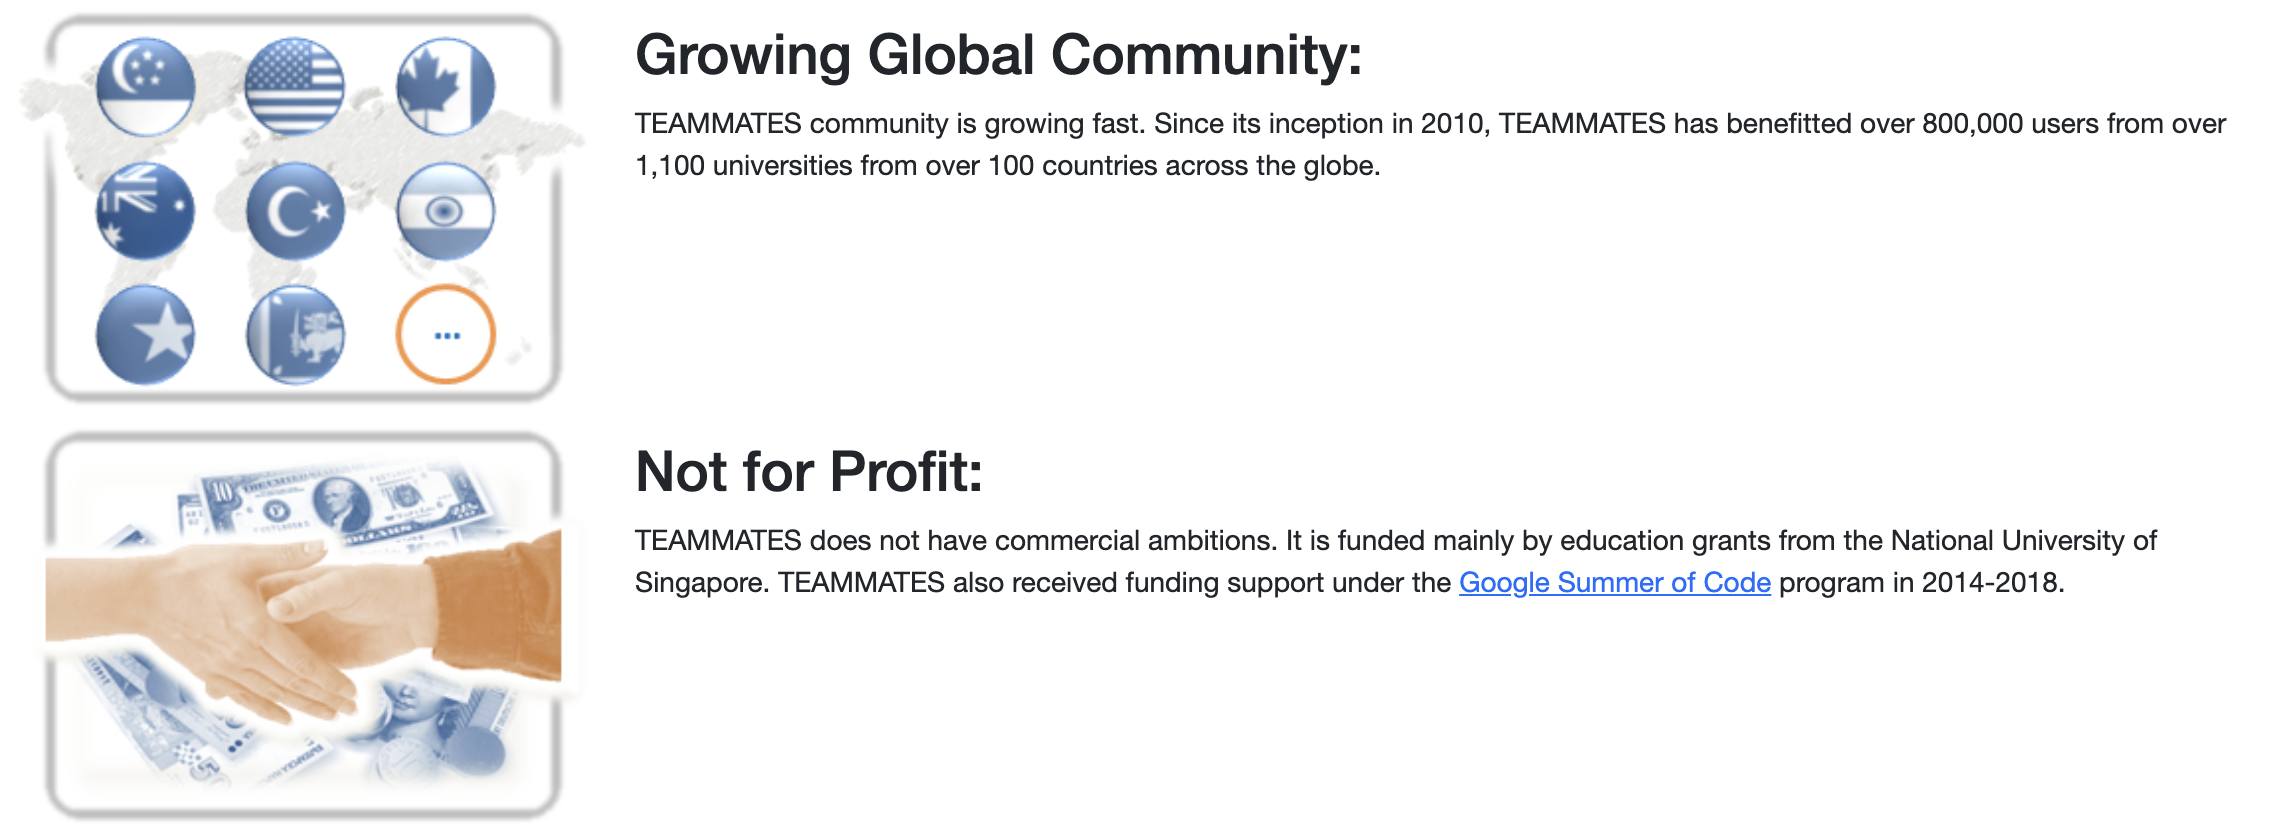 Growing Global Community:
TEAMMATES community is growing fast. Since its inception in 2010, TEAMMATES has benefitted over 800,000 users from over
1,100 universities from over 100 countries across the globe.
...
10
Not for Profit:
TEAMMATES does not have commercial ambitions. It is funded mainly by education grants from the National University of
Singapore. TEAMMATES also received funding support under the Google Summer of Code program in 2014-2018.